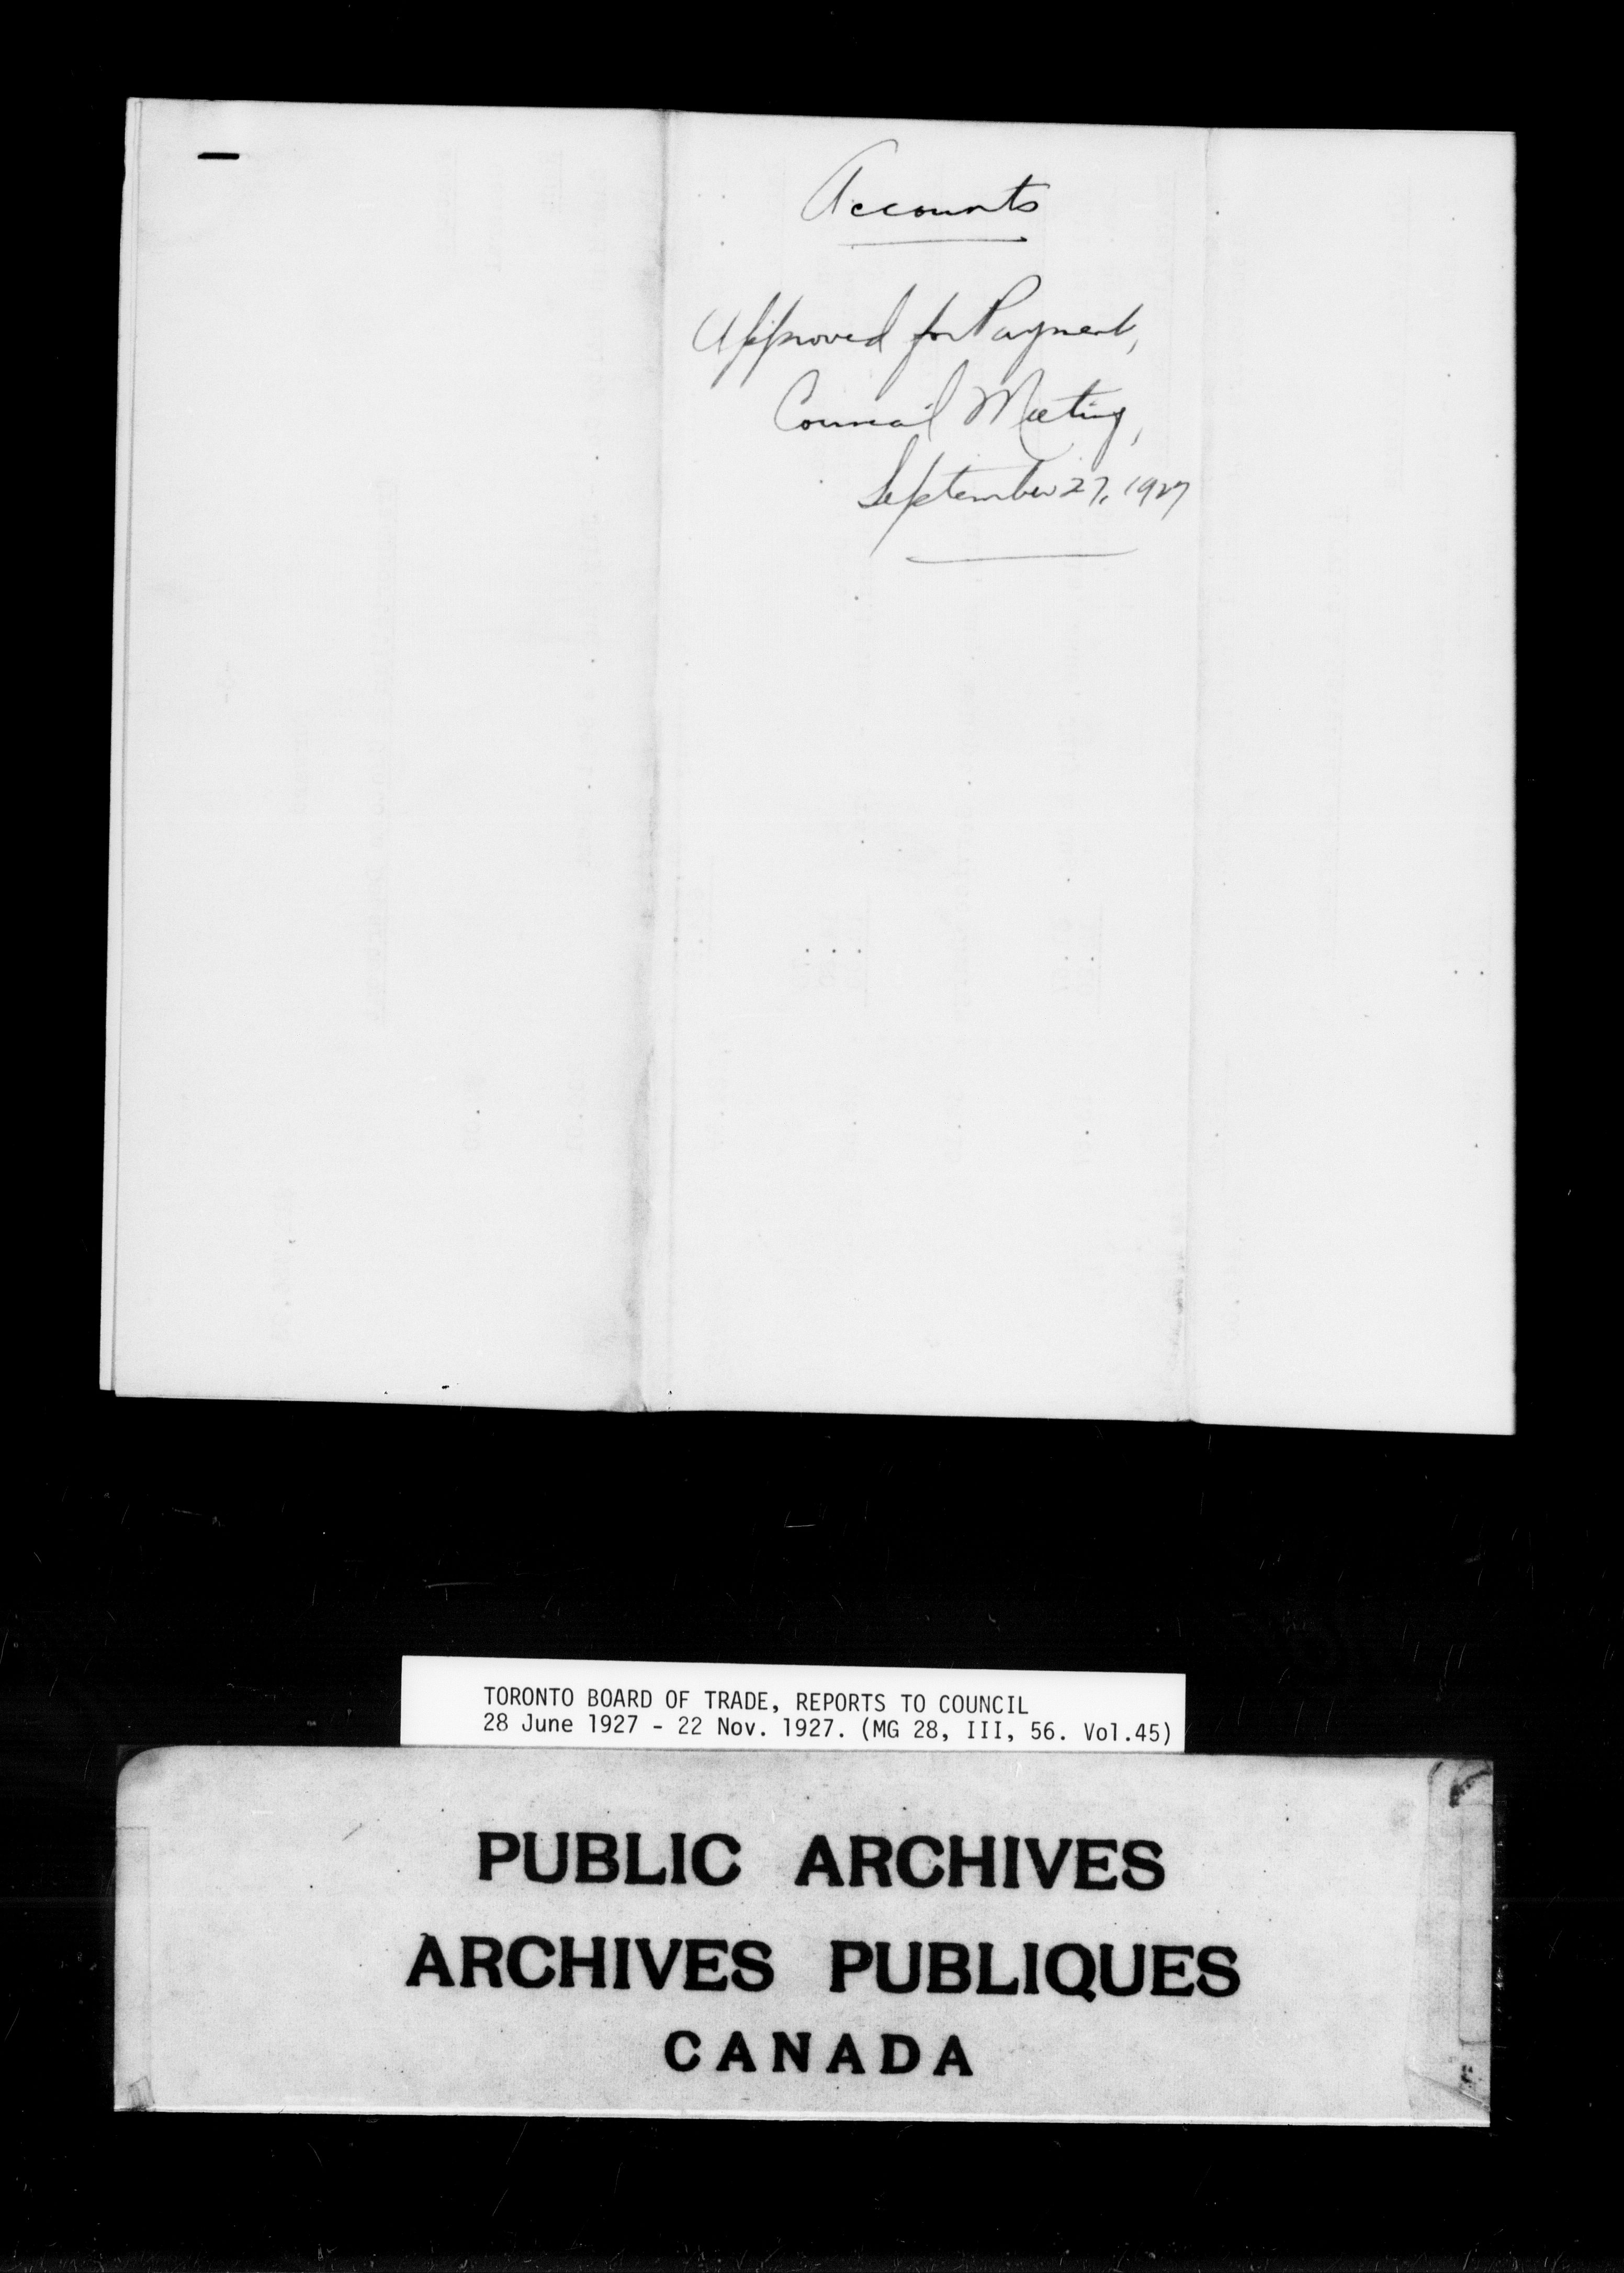 Accounts
Approved for Payment,
Council Meeting,
September 27, 1927
TORONTO BOARD OF TRADE, REPORTS TO COUNCIL
28 June 1927 - 22 Nov. 1927. (MG 28, III, 56. Vol.45)
PUBLIC ARCHIVES
ARCHIVES PUBLIQUES
CANADA